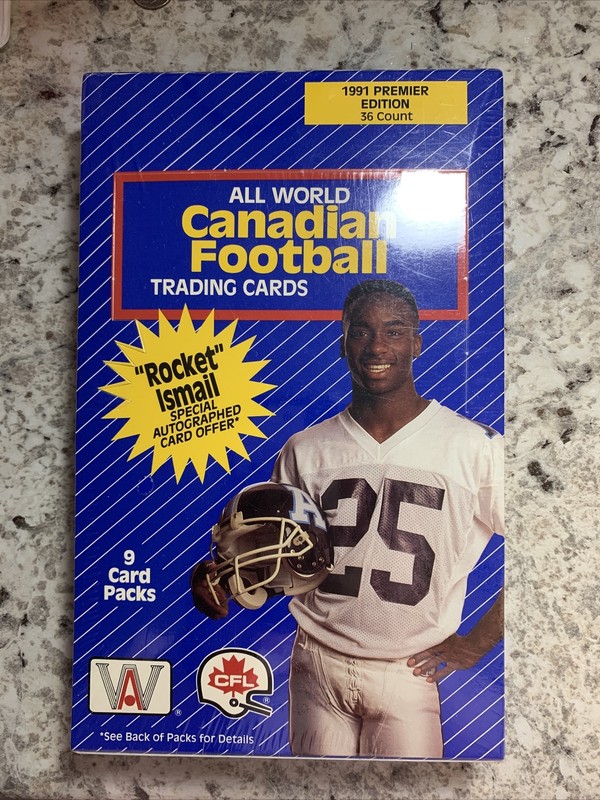 1991 PREMIER
EDITION
36 Count
ALL WORLD
Canadian
Football
TRADING CARDS
"Rocket"
Ismail
SPECIAL
AUTOGRAPHED
CARD OFFER*
A
25
9
Card
Packs
WA ®
CFL ®
*See Back of Packs for Details